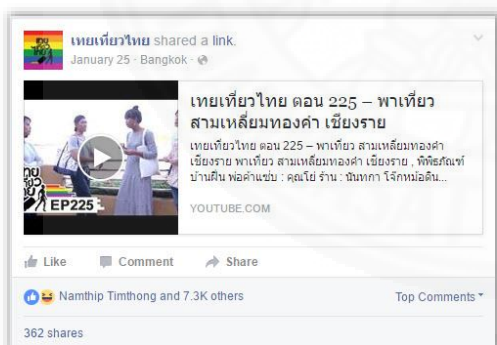 เทยเที่ยวไทย shared a link.
January 25 · Bangkok ·
เทยเที่ยวไทย ตอน 225 – พาเที่ยว
สามเหลี่ยมทองคำ เชียงราย
เทยเที่ยวไทย ตอน 225 – พาเที่ยว สามเหลี่ยมทองคำ
เชียงราย พาเที่ยว สามเหลี่ยมทองคำ เชียงราย , พิพิธภัณฑ์
บ้านฝิ่น พ่อค้าแซ่บ : คุณโย่ ร้าน : นันทกา โจ๊กหม้อดิน...
EP225
YOUTUBE.COM
Like Comment Share
Namthip Timthong and 7.3K others Top Comments
362 shares